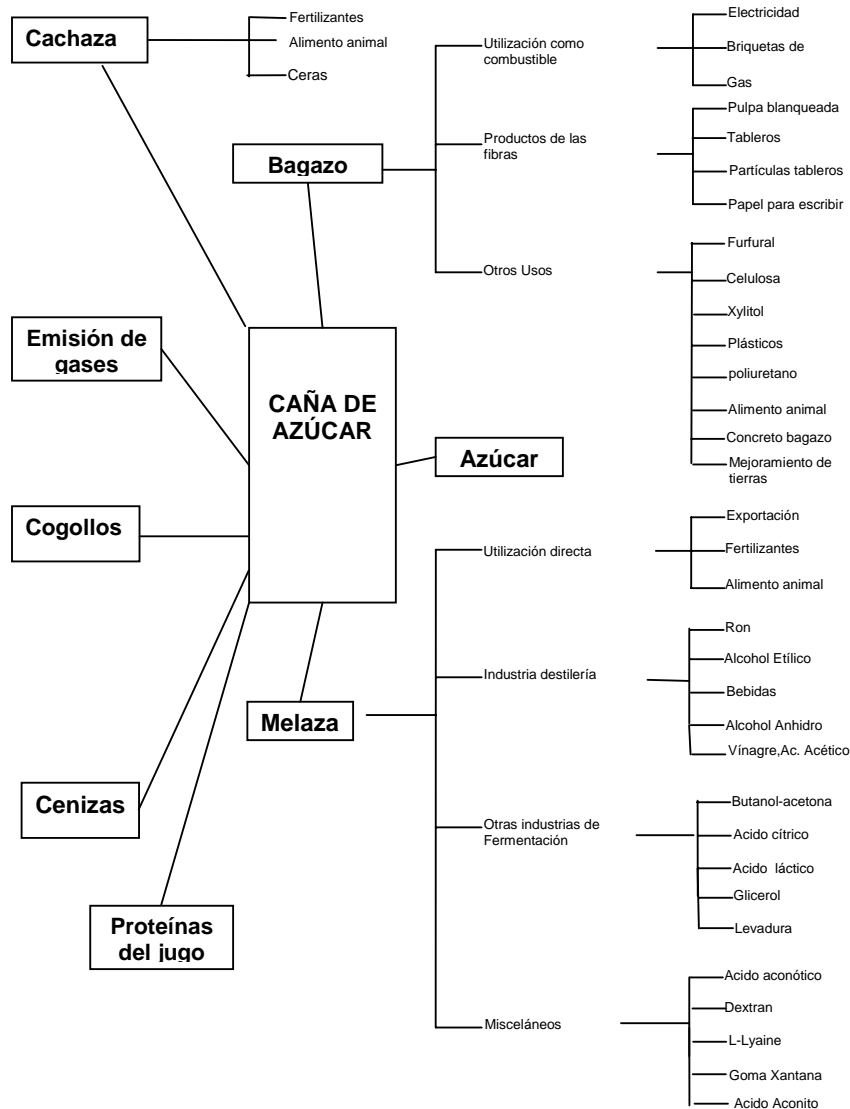 Cachaza
Fertilizantes
Alimento animal
Ceras
Bagazo
Utilización como
combustible
Electricidad
Briquetas de
Gas
Productos de las
fibras
Pulpa blanqueada
Tableros
Partículas tableros
Papel para escribir
Otros Usos
Furfural
Celulosa
Xylitol
Plásticos
poliuretano
Alimento animal
Concreto bagazo
Mejoramiento de
tierras
Emisión de
gases
CAÑA DE
AZÚCAR
Azúcar
Cogollos
Melaza
Utilización directa
Exportación
Fertilizantes
Alimento animal
Industria destilería
Ron
Alcohol Etílico
Bebidas
Alcohol Anhidro
Vínagre,Ac. Acético
Otras industrias de
Fermentación
Butanol-acetona
Acido cítrico
Acido láctico
Glicerol
Levadura
Misceláneos
Acido aconótico
Dextran
L-Lyaine
Goma Xantana
Acido Aconito
Cenizas
Proteínas
del jugo